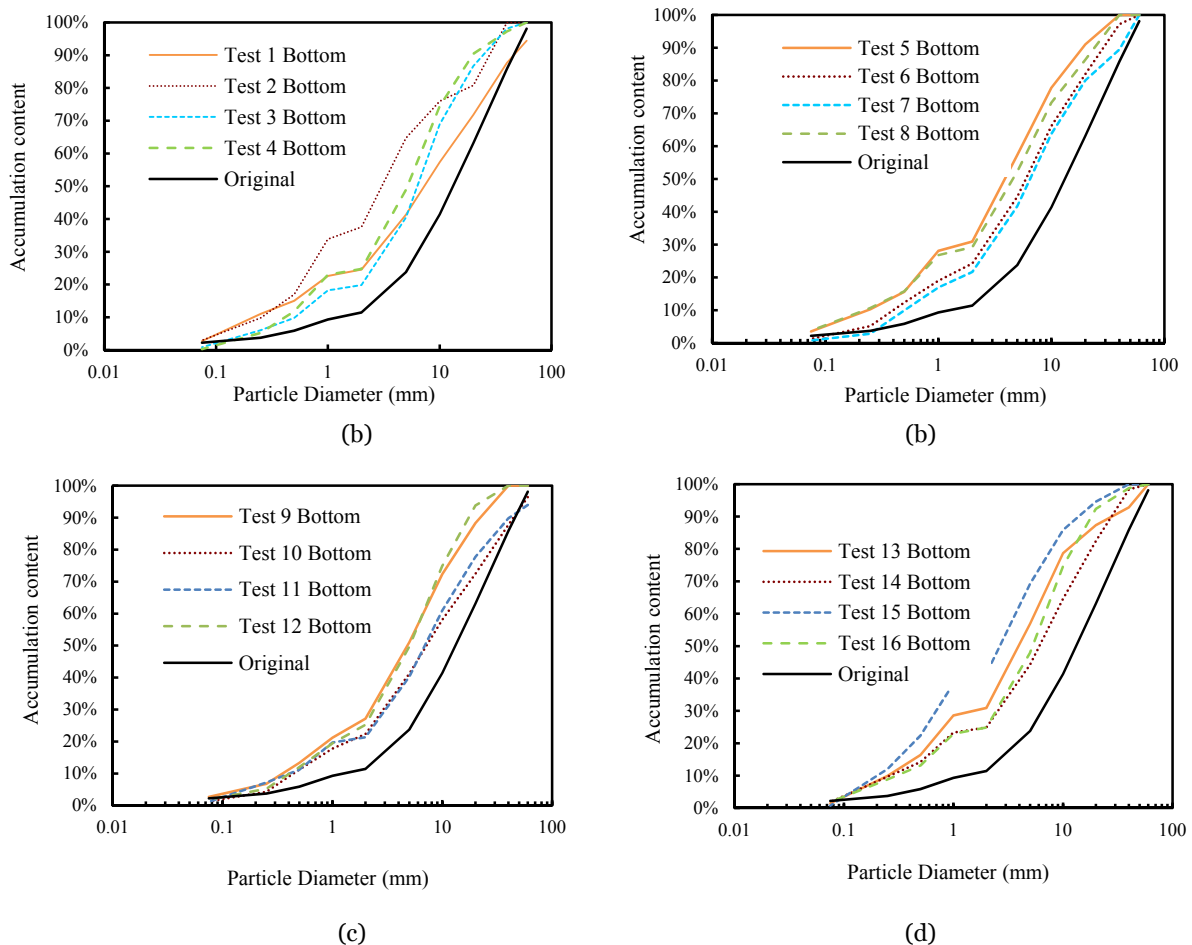 100%
90%
80%
70%
60%
50%
40%
30%
20%
10%
0%
Accumulation content
Test 1 Bottom
Test 2 Bottom
Test 3 Bottom
Test 4 Bottom
Original
0.01 0.1 1 10 100
Particle Diameter (mm)
(b)
100%
90%
80%
70%
60%
50%
40%
30%
20%
10%
0%
Accumulation content
Test 5 Bottom
Test 6 Bottom
Test 7 Bottom
Test 8 Bottom
Original
0.01 0.1 1 10 100
Particle Diameter (mm)
(b)
100%
90%
80%
70%
60%
50%
40%
30%
20%
10%
0%
Accumulation content
Test 9 Bottom
Test 10 Bottom
Test 11 Bottom
Test 12 Bottom
Original
0.01 0.1 1 10 100
Particle Diameter (mm)
(c)
100%
90%
80%
70%
60%
50%
40%
30%
20%
10%
0%
Accumulation content
Test 13 Bottom
Test 14 Bottom
Test 15 Bottom
Test 16 Bottom
Original
0.01 0.1 1 10 100
Particle Diameter (mm)
(d)